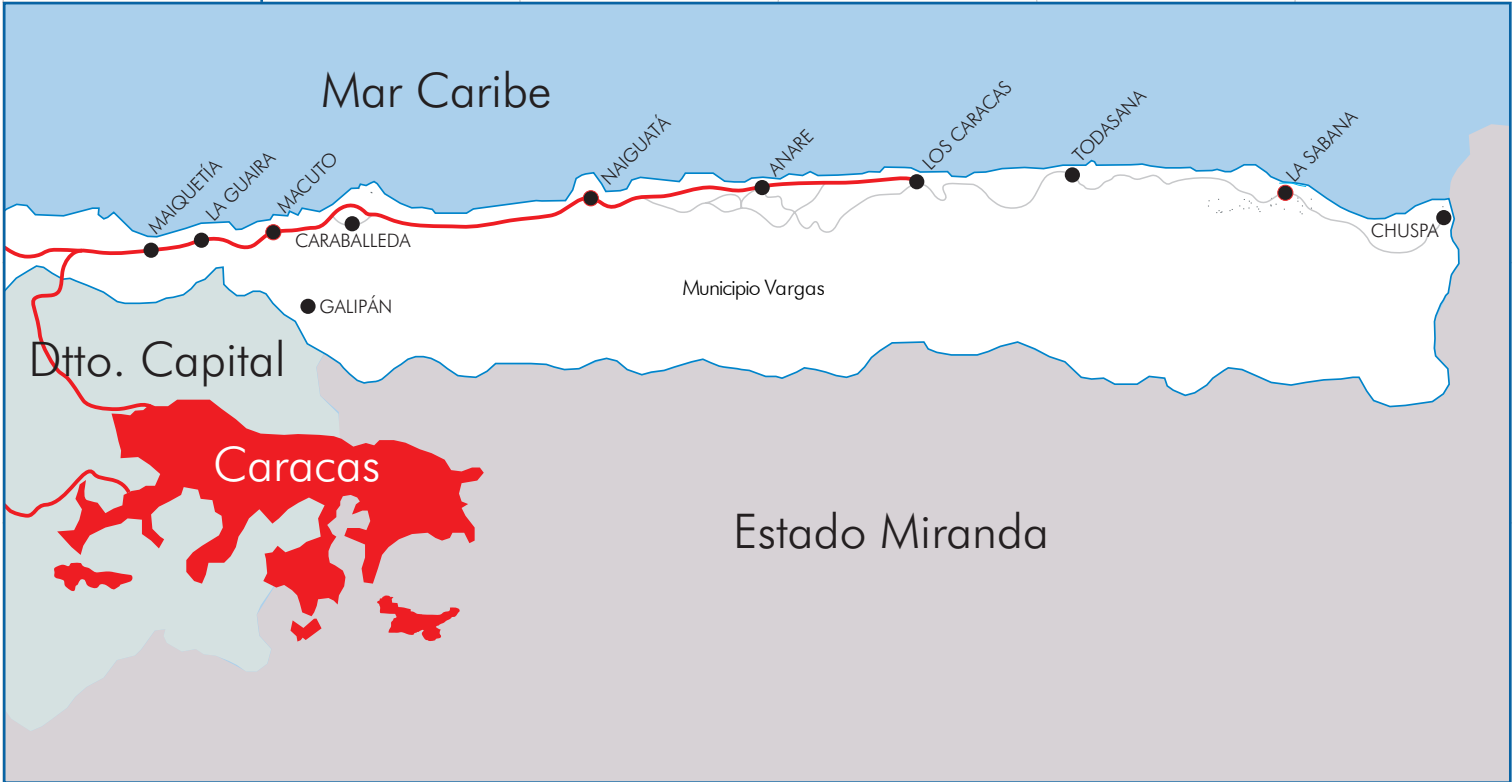 Mar Caribe
MAIQUETÍA
LA GUAIRA
MACUTO
CARABALLEDA
NAIGUATÁ
ANARE
LOS CARACAS
TODASANA
LA SABANA
CHUSPA
GALIPÁN
Municipio Vargas
Dtto. Capital
Caracas
Estado Miranda